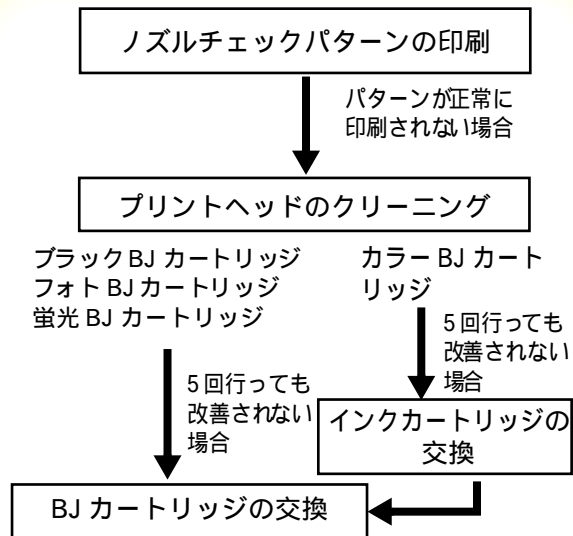 ノズルチェックパターンの印刷
パターンが正常に
印刷されない場合
プリントヘッドのクリーニング
ブラック BJ カートリッジ
フォト BJ カートリッジ
蛍光 BJ カートリッジ
カラー BJ カート
リッジ
5 回行っても
改善されない
場合
5 回行っても
改善されない
場合
インクカートリッジの
交換
BJ カートリッジの交換